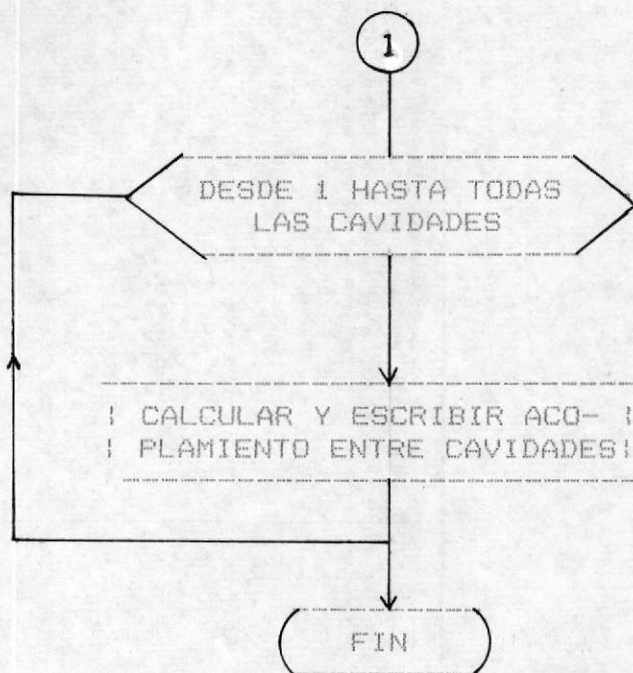 1
DESDE 1 HASTA TODAS
LAS CAVIDADES
CALCULAR Y ESCRIBIR ACO-
PLAMIENTO ENTRE CAVIDADES
FIN